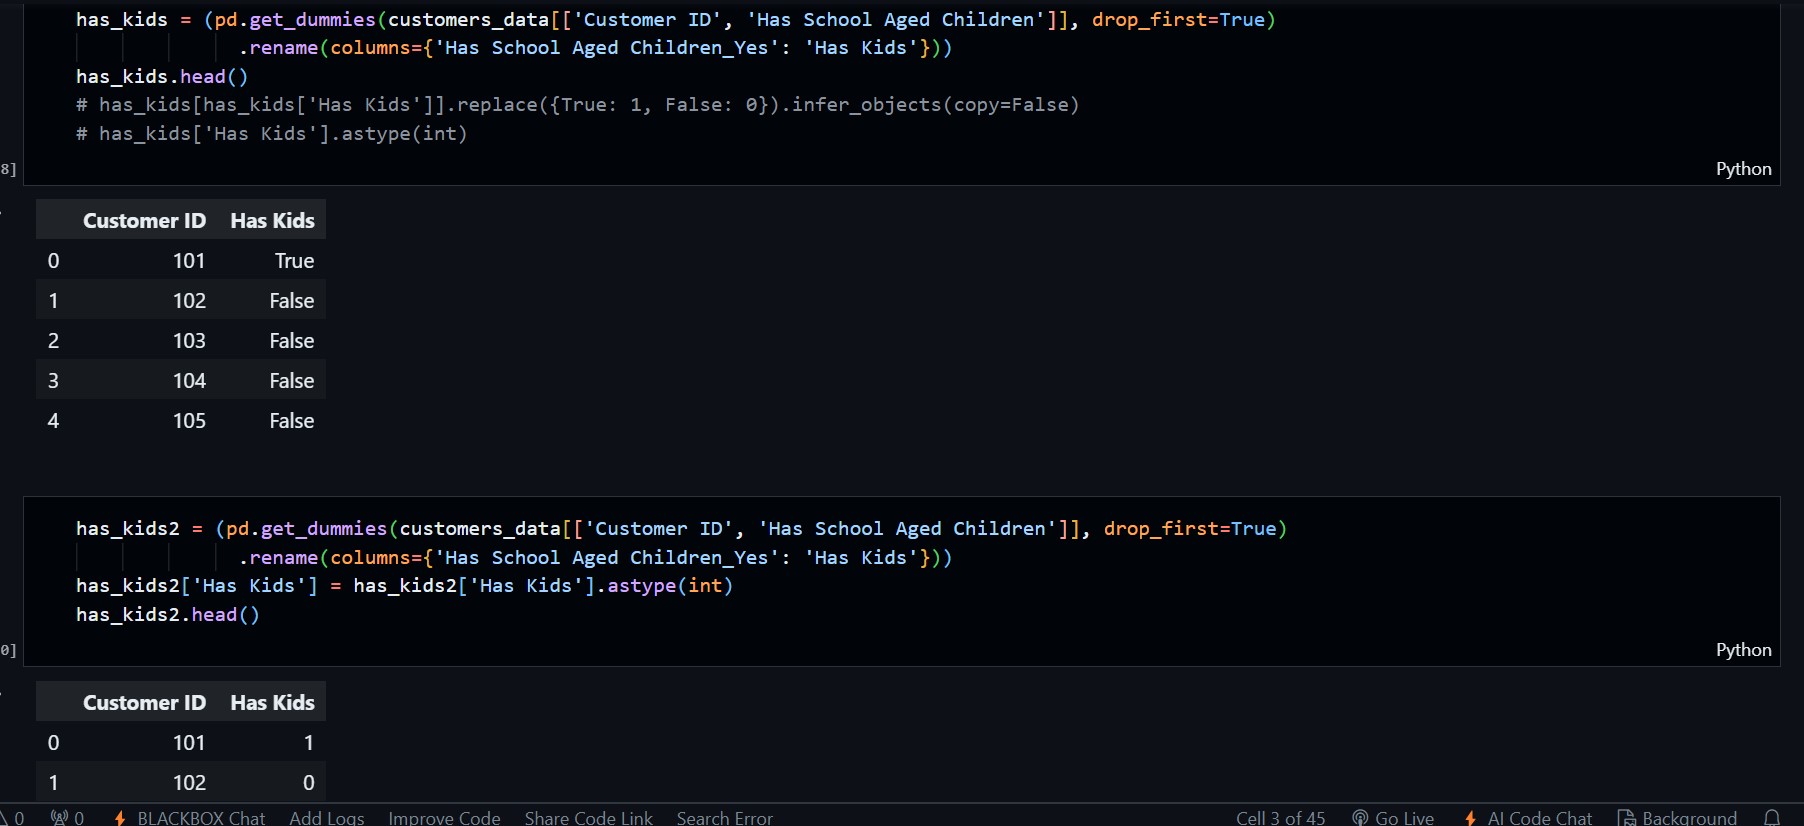 has_kids = (pd.get_dummies(customers_data[['Customer ID', 'Has School Aged Children']], drop_first=True)
.rename(columns={'Has School Aged Children_Yes': 'Has Kids'}))
has_kids.head()
# has_kids[has_kids['Has Kids']].replace({True: 1, False: 0}).infer_objects(copy=False)
# has_kids['Has Kids'].astype(int)
8]
Python
Customer ID Has Kids
0 101 True
1 102 False
2 103 False
3 104 False
4 105 False
has_kids2 = (pd.get_dummies(customers_data[['Customer ID', 'Has School Aged Children']], drop_first=True)
.rename(columns={'Has School Aged Children_Yes': 'Has Kids'}))
has_kids2['Has Kids'] = has_kids2['Has Kids'].astype(int)
has_kids2.head()
0]
Python
Customer ID Has Kids
0 101 1
1 102 0
0 0 BLACKBOX Chat Add Logs Improve Code Share Code Link Search Error Cell 3 of 45 Go Live AI Code Chat Background